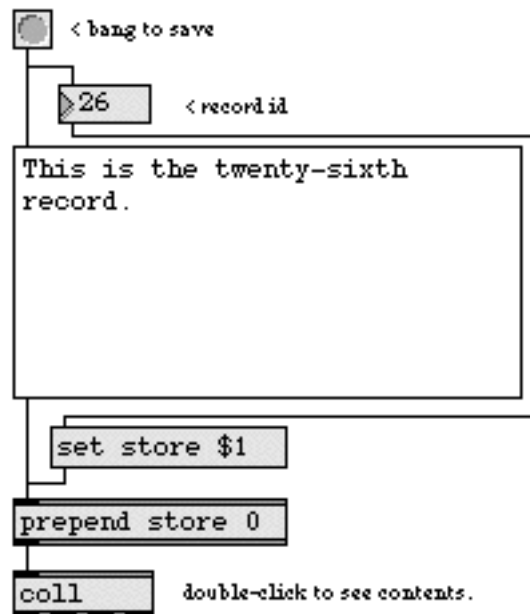 < bang to save
26
< record id
This is the twenty-sixth
record.
set store $1
prepend store 0
coll
double-click to see contents.